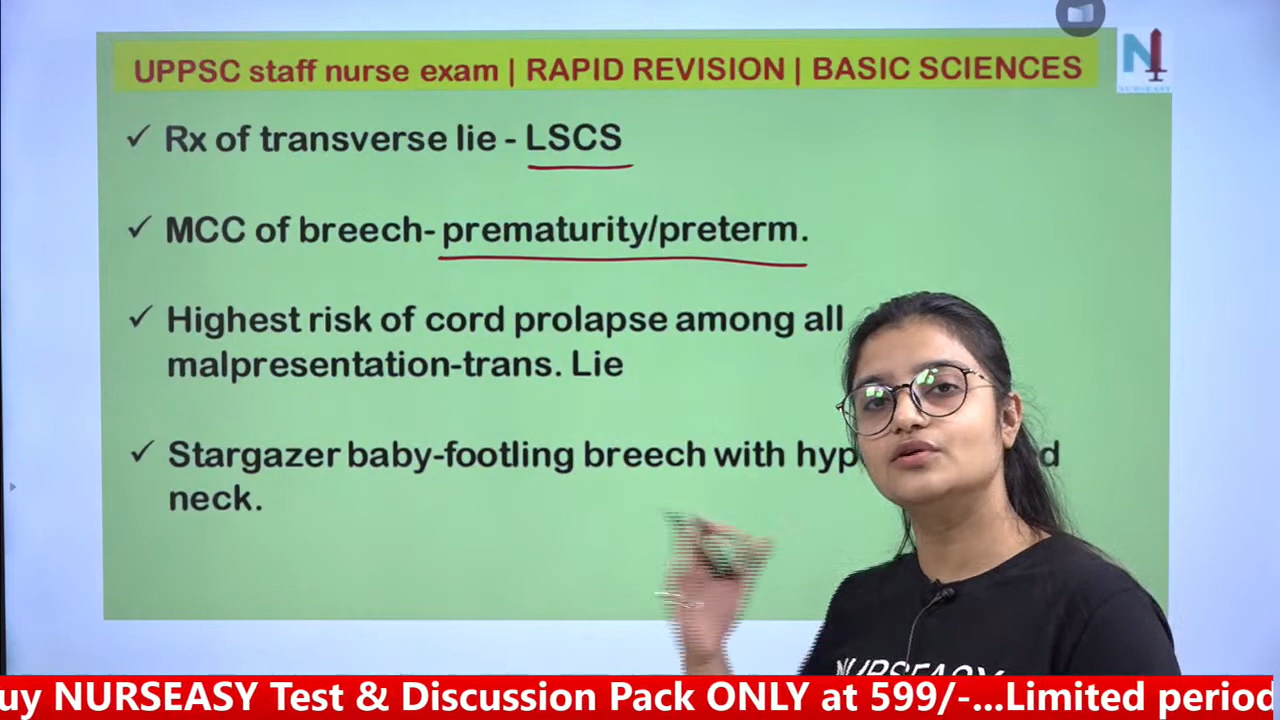 UPPSC staff nurse exam | RAPID REVISION | BASIC SCIENCES
✓ Rx of transverse lie - LSCS
✓ MCC of breech- prematurity/preterm.
✓ Highest risk of cord prolapse among all
malpresentation-trans. Lie
✓ Stargazer baby-footling breech with
neck.
NURSEASY
uy NURSEASY Test & Discussion Pack ONLY at 599/-...Limited period